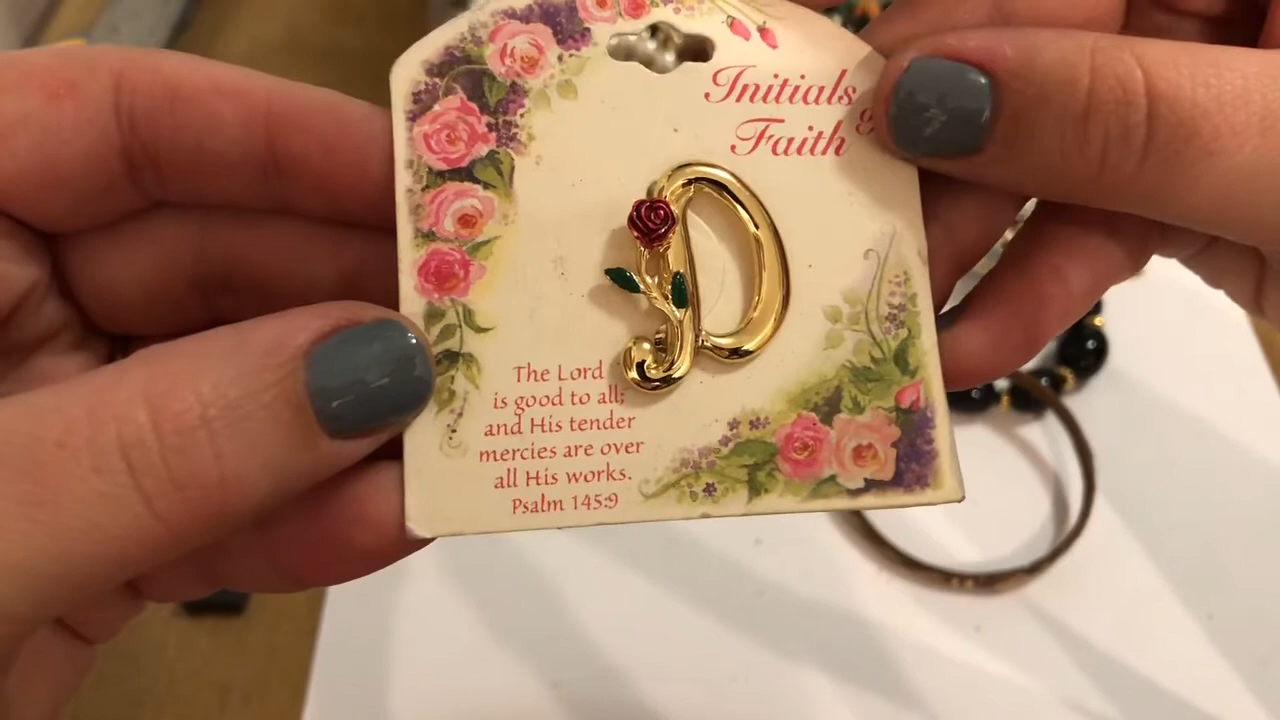 Initials &
Faith
D
The Lord
is good to all;
and His tender
mercies are over
all His works.
Psalm 145:9